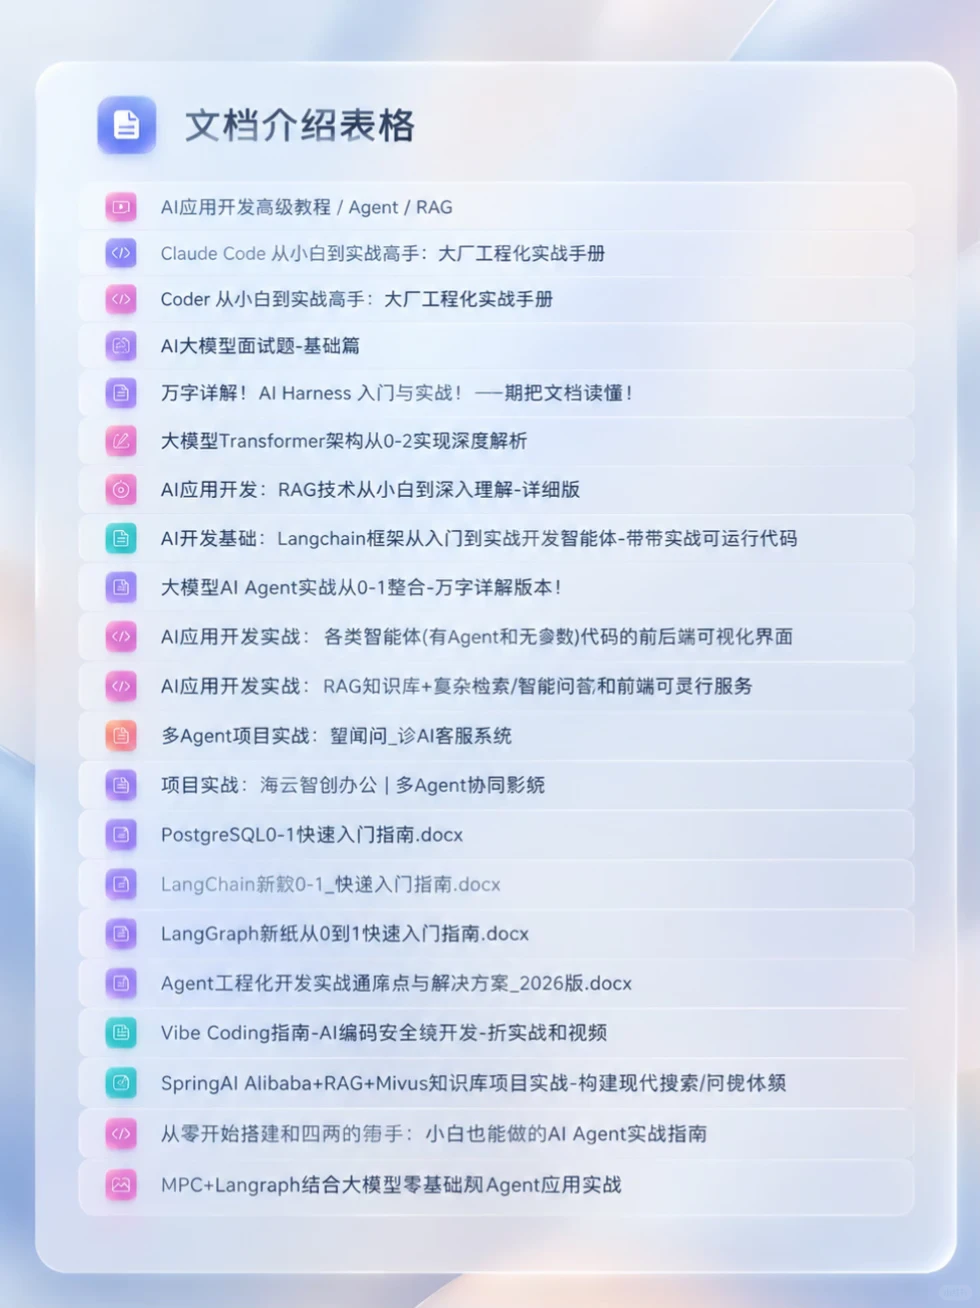 文档介绍表格
AI应用开发高级教程 / Agent / RAG
Claude Code 从小白到实战高手：大厂工程化实战手册
Coder 从小白到实战高手：大厂工程化实战手册
AI大模型面试题-基础篇
万字详解！AI Harness 入门与实战！ 一期把文档读懂！
大模型Transformer架构从0-2实现深度解析
AI应用开发：RAG技术从小白到深入理解-详细版
AI开发基础：Langchain框架从入门到实战开发智能体-带带实战可运行代码
大模型AI Agent实战从0-1整合-万字详解版本！
AI应用开发实战： 各类智能体(有Agent和无参数)代码的前后端可视化界面
AI应用开发实战： RAG知识库+复杂检索/智能问答和前端可灵行服务
多Agent项目实战：望闻问_诊AI客服系统
项目实战：海云智创办公 | 多Agent协同影统
PostgreSQL0-1快速入门指南.docx
LangChain新0-1_快递入门指南.docx
LangGraph新纸从0到1快速入门指南.docx
Agent工程化开发实战通席点与解决方案_2026版.docx
Vibe Coding指南-AI编码安全统开发-折实战和视频
SpringAI Alibaba+RAG+Mivus知识库项目实战-构建现代搜索/问
从零开始搭建和四两的手：小白也能做的AI Agent实战指南
MPC+Langraph结合大模型零基础Agent应用实战